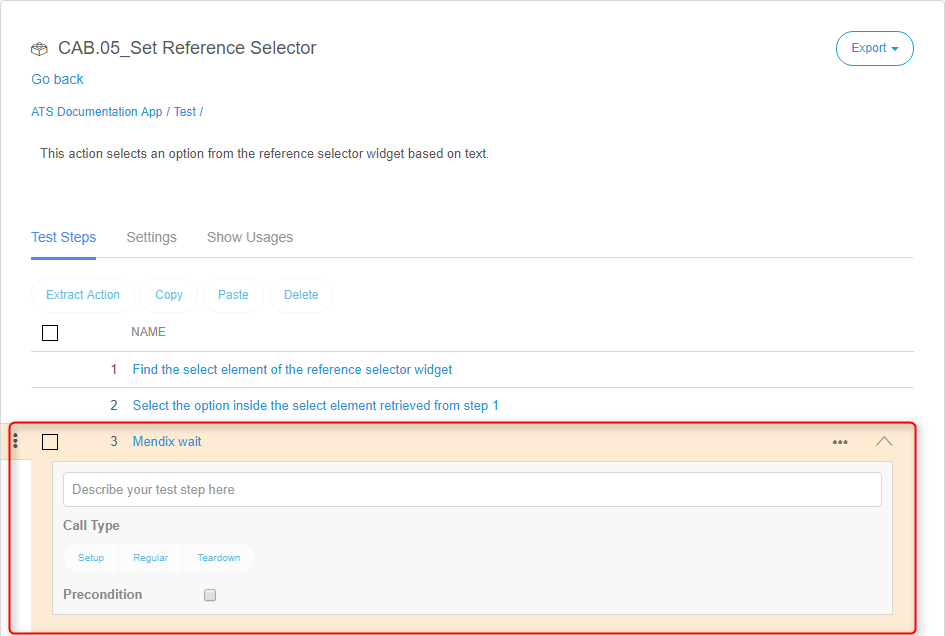 CAB.05_Set Reference Selector
Export
Go back
ATS Documentation App / Test /
This action selects an option from the reference selector widget based on text.
Test Steps Settings Show Usages
Extract Action Copy Paste Delete
NAME
1 Find the select element of the reference selector widget
2 Select the option inside the select element retrieved from step 1
3 Mendix wait
Describe your test step here
Call Type
Setup Regular Teardown
Precondition